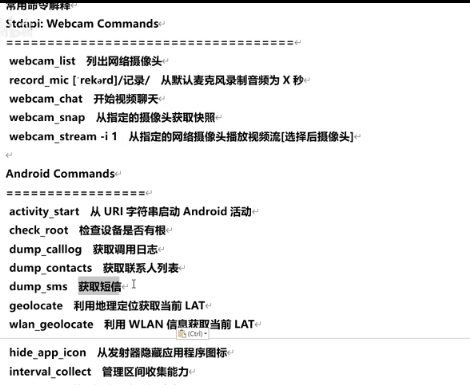 常用命令解释
Stdapi: Webcam Commands
==================================
webcam_list 列出网络摄像头
record_mic [ˈrekərd]/记录/ 从默认麦克风录制音频为 X 秒
webcam_chat 开始视频聊天
webcam_snap 从指定的摄像头获取快照
webcam_stream -i 1 从指定的网络摄像头播放视频流[选择后摄像头]
Android Commands
=================
activity_start 从 URI 字符串启动 Android 活动
check_root 检查设备是否有根
dump_calllog 获取调用日志
dump_contacts 获取联系人列表
dump_sms 获取短信
geolocate 利用地理定位获取当前 LAT
wlan_geolocate 利用 WLAN 信息获取当前 LAT
(Ctrl)
hide_app_icon 从发射器隐藏应用程序图标
interval_collect 管理区间收集能力